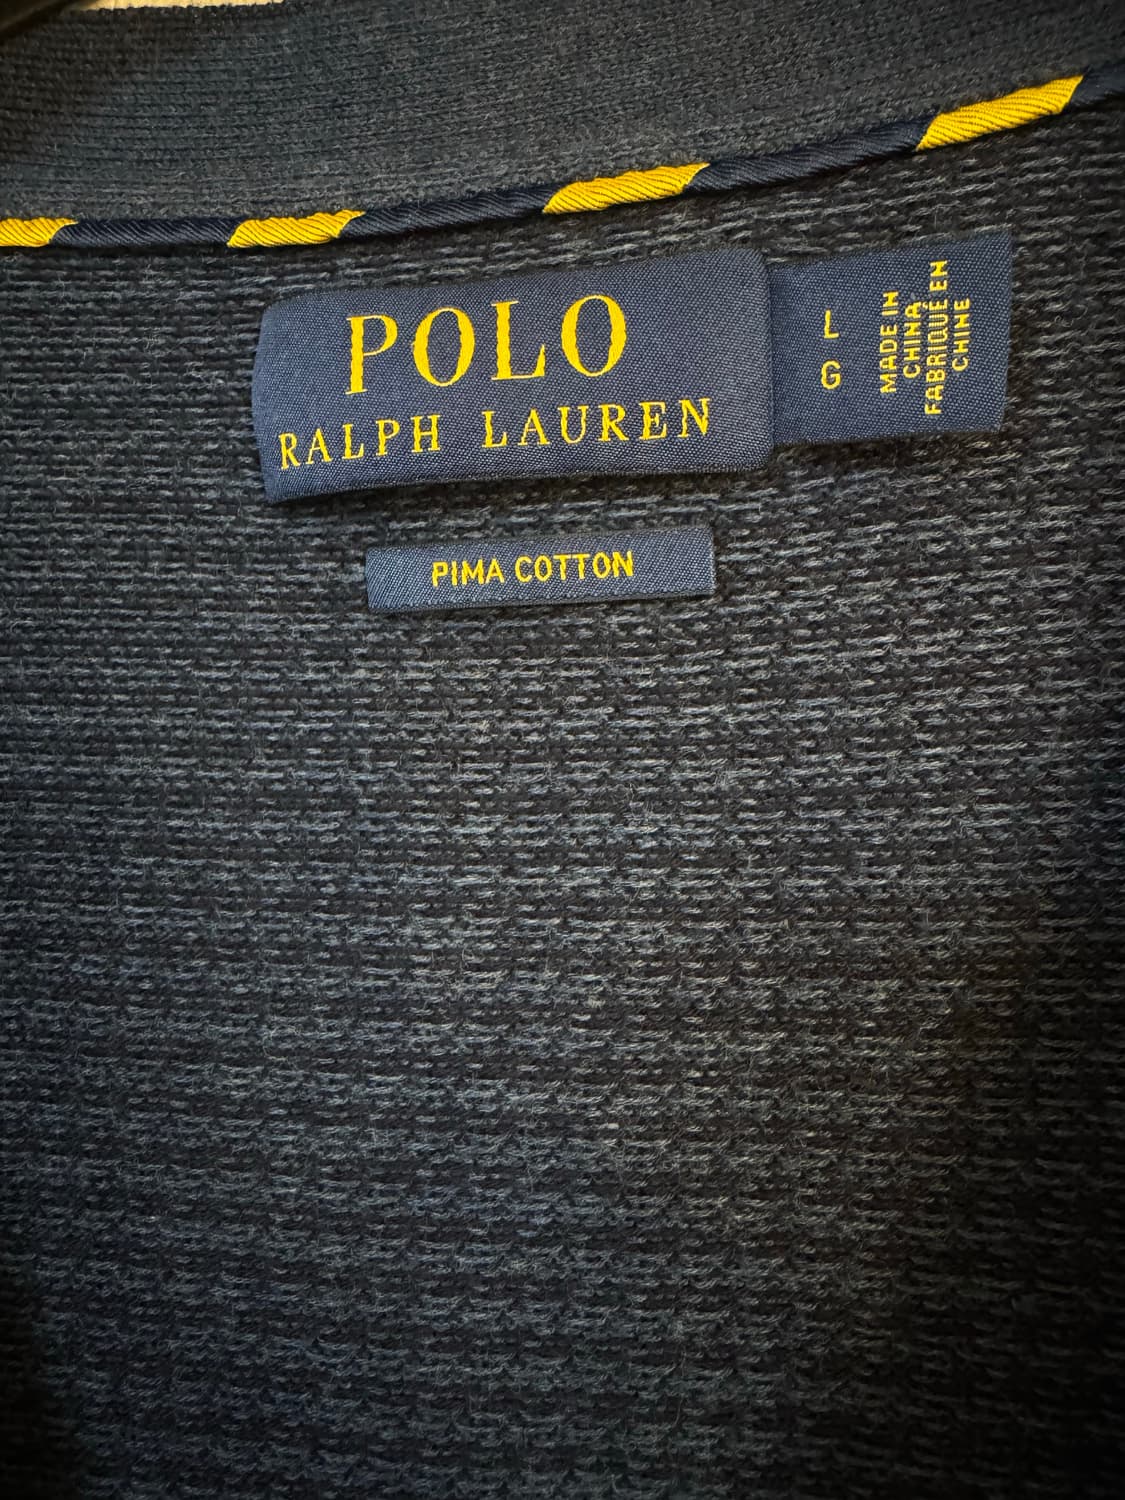 POLO
RALPH LAUREN
L
G
MADE IN
CHINA
FABRIQUÉ EN
CHINE
PIMA COTTON